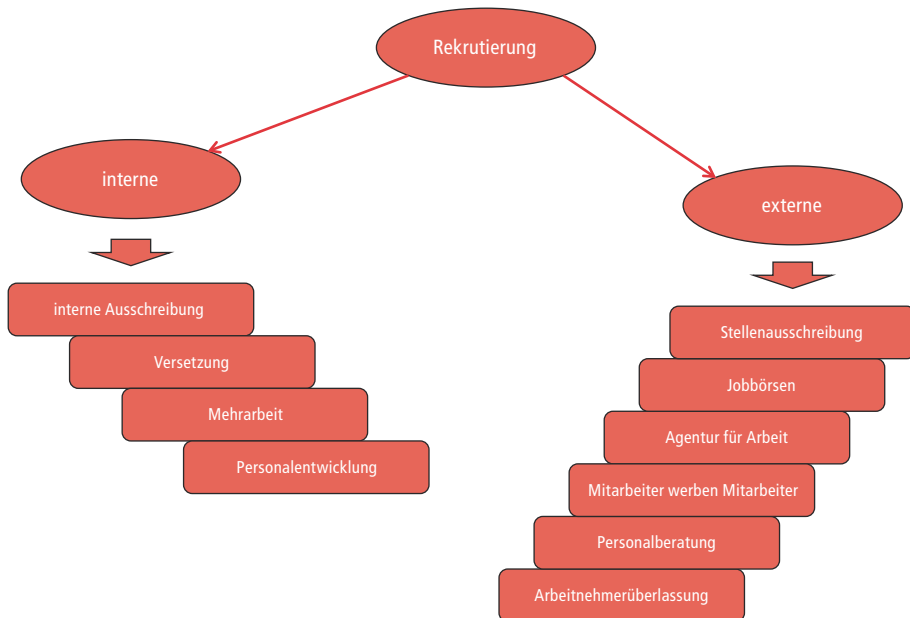 Rekrutierung
interne
externe
interne Ausschreibung
Versetzung
Mehrarbeit
Personalentwicklung
Stellenausschreibung
Jobbörsen
Agentur für Arbeit
Mitarbeiter werben Mitarbeiter
Personalberatung
Arbeitnehmerüberlassung